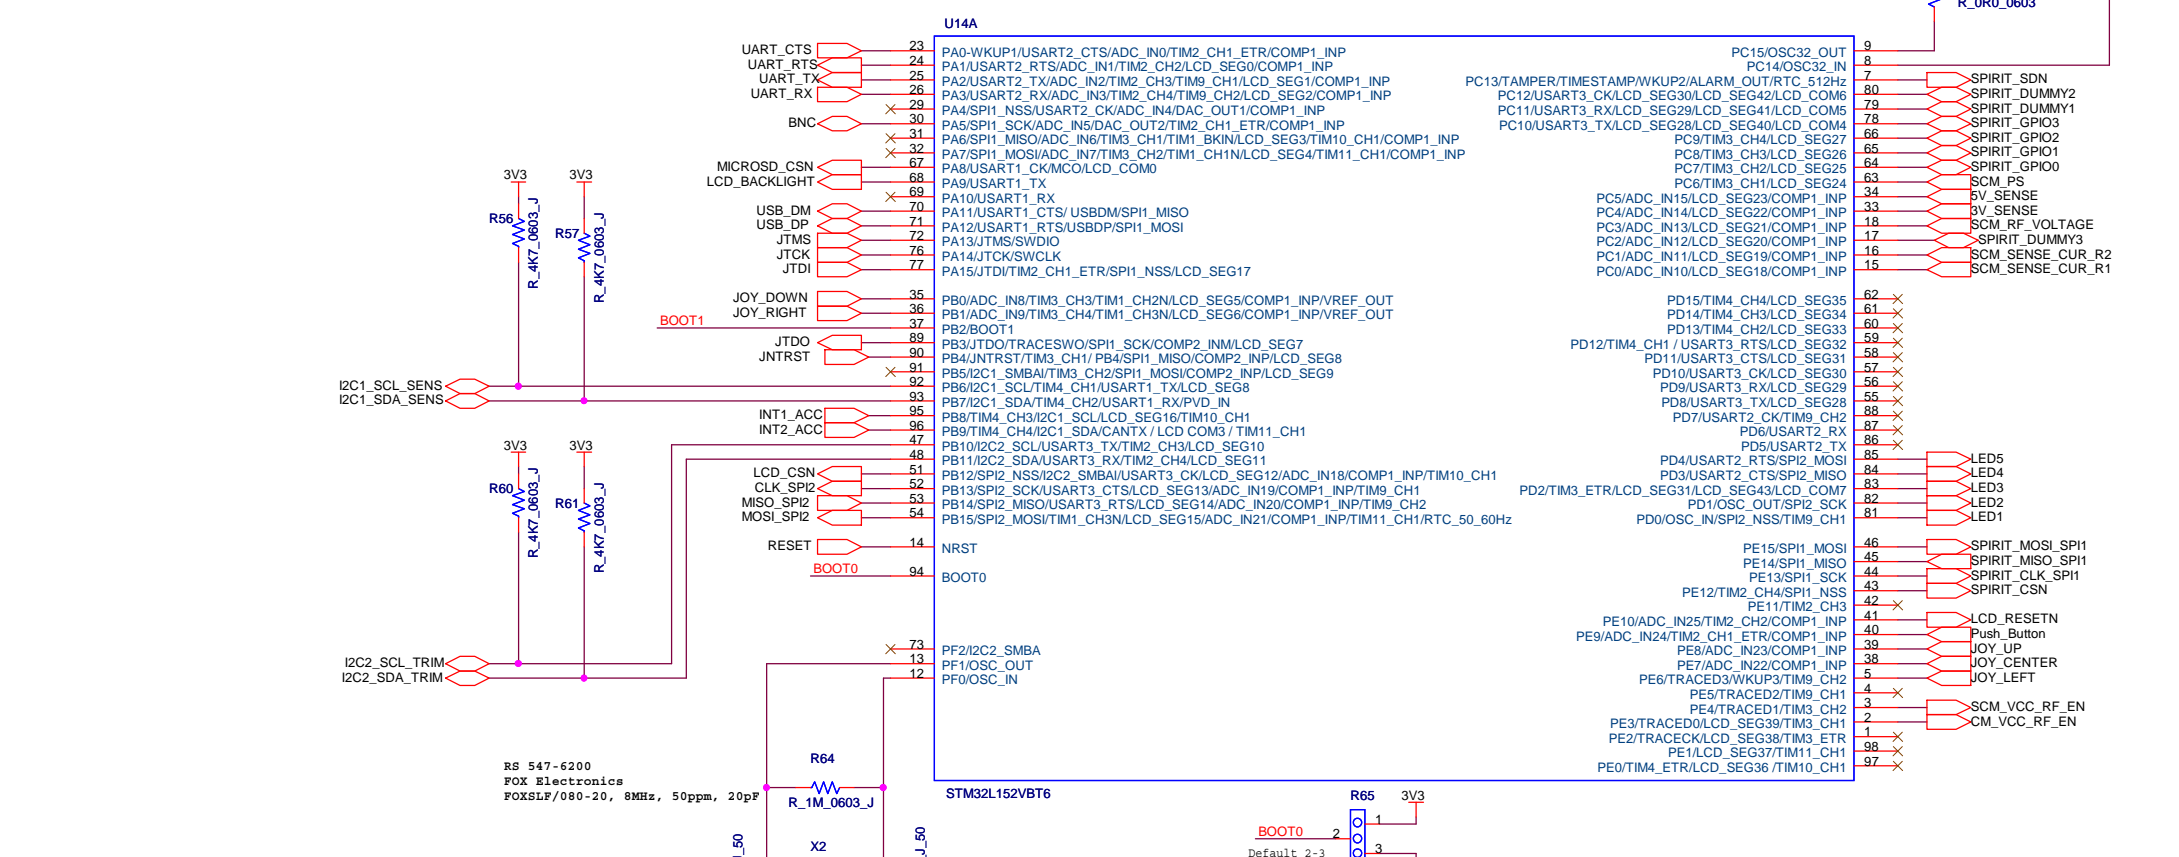 R_0R0_0603
U14A
UART_CTS 23 PA0-WKUP1/USART2_CTS/ADC_IN0/TIM2_CH1_ETR/COMP1_INP
UART_RTS 24 PA1/USART2_RTS/ADC_IN1/TIM2_CH2/LCD_SEG0/COMP1_INP
UART_TX 25 PA2/USART2_TX/ADC_IN2/TIM2_CH3/TIM9_CH1/LCD_SEG1/COMP1_INP
UART_RX 26 PA3/USART2_RX/ADC_IN3/TIM2_CH4/TIM9_CH2/LCD_SEG2/COMP1_INP
29 PA4/SPI1_NSS/USART2_CK/ADC_IN4/DAC_OUT1/COMP1_INP
BNC 30 PA5/SPI1_SCK/ADC_IN5/DAC_OUT2/TIM2_CH1_ETR/COMP1_INP
31 PA6/SPI1_MISO/ADC_IN6/TIM3_CH1/TIM1_BKIN/LCD_SEG3/TIM10_CH1/COMP1_INP
32 PA7/SPI1_MOSI/ADC_IN7/TIM3_CH2/TIM1_CH1N/LCD_SEG4/TIM11_CH1/COMP1_INP
MICROSD_CSN 67 PA8/USART1_CK/MCO/LCD_COM0
LCD_BACKLIGHT 68 PA9/USART1_TX
69 PA10/USART1_RX
USB_DM 70 PA11/USART1_CTS/ USBDM/SPI1_MISO
USB_DP 71 PA12/USART1_RTS/USBDP/SPI1_MOSI
JTMS 72 PA13/JTMS/SWDIO
JTCK 76 PA14/JTCK/SWCLK
JTDI 77 PA15/JTDI/TIM2_CH1_ETR/SPI1_NSS/LCD_SEG17
JOY_DOWN 35 PB0/ADC_IN8/TIM3_CH3/TIM1_CH2N/LCD_SEG5/COMP1_INP/VREF_OUT
JOY_RIGHT 36 PB1/ADC_IN9/TIM3_CH4/TIM1_CH3N/LCD_SEG6/COMP1_INP/VREF_OUT
BOOT1 37 PB2/BOOT1
JTDO 89 PB3/JTDO/TRACESWO/SPI1_SCK/COMP2_INM/LCD_SEG7
JNTRST 90 PB4/JNTRST/TIM3_CH1/ PB4/SPI1_MISO/COMP2_INP/LCD_SEG8
91 PB5/I2C1_SMBAI/TIM3_CH2/SPI1_MOSI/COMP2_INP/LCD_SEG9
I2C1_SCL_SENS 92 PB6/I2C1_SCL/TIM4_CH1/USART1_TX/LCD_SEG8
I2C1_SDA_SENS 93 PB7/I2C1_SDA/TIM4_CH2/USART1_RX/PVD_IN
INT1_ACC 95 PB8/TIM4_CH3/I2C1_SCL/LCD_SEG16/TIM10_CH1
INT2_ACC 96 PB9/TIM4_CH4/I2C1_SDA/CANTX / LCD COM3 / TIM11_CH1
47 PB10/I2C2_SCL/USART3_TX/TIM2_CH3/LCD_SEG10
48 PB11/I2C2_SDA/USART3_RX/TIM2_CH4/LCD_SEG11
LCD_CSN 51 PB12/SPI2_NSS/I2C2_SMBAI/USART3_CK/LCD_SEG12/ADC_IN18/COMP1_INP/TIM10_CH1
CLK_SPI2 52 PB13/SPI2_SCK/USART3_CTS/LCD_SEG13/ADC_IN19/COMP1_INP/TIM9_CH1
MISO_SPI2 53 PB14/SPI2_MISO/USART3_RTS/LCD_SEG14/ADC_IN20/COMP1_INP/TIM9_CH2
MOSI_SPI2 54 PB15/SPI2_MOSI/TIM1_CH3N/LCD_SEG15/ADC_IN21/COMP1_INP/TIM11_CH1/RTC_50_60Hz
RESET 14 NRST
BOOT0 94 BOOT0
73 PF2/I2C2_SMBA
I2C2_SCL_TRIM 13 PF1/OSC_OUT
I2C2_SDA_TRIM 12 PF0/OSC_IN
3V3 3V3
R56 R_4K7_0603_J
R57 R_4K7_0603_J
3V3 3V3
R60 R_4K7_0603_J
R61 R_4K7_0603_J
PC15/OSC32_OUT 9
PC14/OSC32_IN 8
PC13/TAMPER/TIMESTAMP/WKUP2/ALARM_OUT/RTC_512Hz 7 SPIRIT_SDN
PC12/USART3_CK/LCD_SEG30/LCD_SEG42/LCD_COM6 80 SPIRIT_DUMMY2
PC11/USART3_RX/LCD_SEG29/LCD_SEG41/LCD_COM5 79 SPIRIT_DUMMY1
PC10/USART3_TX/LCD_SEG28/LCD_SEG40/LCD_COM4 78 SPIRIT_GPIO3
PC9/TIM3_CH4/LCD_SEG27 66 SPIRIT_GPIO2
PC8/TIM3_CH3/LCD_SEG26 65 SPIRIT_GPIO1
PC7/TIM3_CH2/LCD_SEG25 64 SPIRIT_GPIO0
PC6/TIM3_CH1/LCD_SEG24 63 SCM_PS
PC5/ADC_IN15/LCD_SEG23/COMP1_INP 34 5V_SENSE
PC4/ADC_IN14/LCD_SEG22/COMP1_INP 33 3V_SENSE
PC3/ADC_IN13/LCD_SEG21/COMP1_INP 18 SCM_RF_VOLTAGE
PC2/ADC_IN12/LCD_SEG20/COMP1_INP 17 SPIRIT_DUMMY3
PC1/ADC_IN11/LCD_SEG19/COMP1_INP 16 SCM_SENSE_CUR_R2
PC0/ADC_IN10/LCD_SEG18/COMP1_INP 15 SCM_SENSE_CUR_R1
PD15/TIM4_CH4/LCD_SEG35 62
PD14/TIM4_CH3/LCD_SEG34 61
PD13/TIM4_CH2/LCD_SEG33 60
PD12/TIM4_CH1 / USART3_RTS/LCD_SEG32 59
PD11/USART3_CTS/LCD_SEG31 58
PD10/USART3_CK/LCD_SEG30 57
PD9/USART3_RX/LCD_SEG29 56
PD8/USART3_TX/LCD_SEG28 55
PD7/USART2_CK/TIM9_CH2 88
PD6/USART2_RX 87
PD5/USART2_TX 86
PD4/USART2_RTS/SPI2_MOSI 85 LED5
PD3/USART2_CTS/SPI2_MISO 84 LED4
PD2/TIM3_ETR/LCD_SEG31/LCD_SEG43/LCD_COM7 83 LED3
PD1/OSC_OUT/SPI2_SCK 82 LED2
PD0/OSC_IN/SPI2_NSS/TIM9_CH1 81 LED1
PE15/SPI1_MOSI 46 SPIRIT_MOSI_SPI1
PE14/SPI1_MISO 45 SPIRIT_MISO_SPI1
PE13/SPI1_SCK 44 SPIRIT_CLK_SPI1
PE12/TIM2_CH4/SPI1_NSS 43 SPIRIT_CSN
PE11/TIM2_CH3 42
PE10/ADC_IN25/TIM2_CH2/COMP1_INP 41 LCD_RESETN
PE9/ADC_IN24/TIM2_CH1_ETR/COMP1_INP 40 Push_Button
PE8/ADC_IN23/COMP1_INP 39 JOY_UP
PE7/ADC_IN22/COMP1_INP 38 JOY_CENTER
PE6/TRACED3/WKUP3/TIM9_CH2 5 JOY_LEFT
PE5/TRACED2/TIM9_CH1 4
PE4/TRACED1/TIM3_CH2 3 SCM_VCC_RF_EN
PE3/TRACED0/LCD_SEG39/TIM3_CH1 2 CM_VCC_RF_EN
PE2/TRACECK/LCD_SEG38/TIM3_ETR 1
PE1/LCD_SEG37/TIM11_CH1 98
PE0/TIM4_ETR/LCD_SEG36 /TIM10_CH1 97
STM32L152VBT6
RS 547-6200
FOX Electronics
FOXSLF/080-20, 8MHz, 50ppm, 20pF
R64
R_1M_0603_J
X2
J_50
R65 3V3
1
BOOT0 2
Default 2-3 3